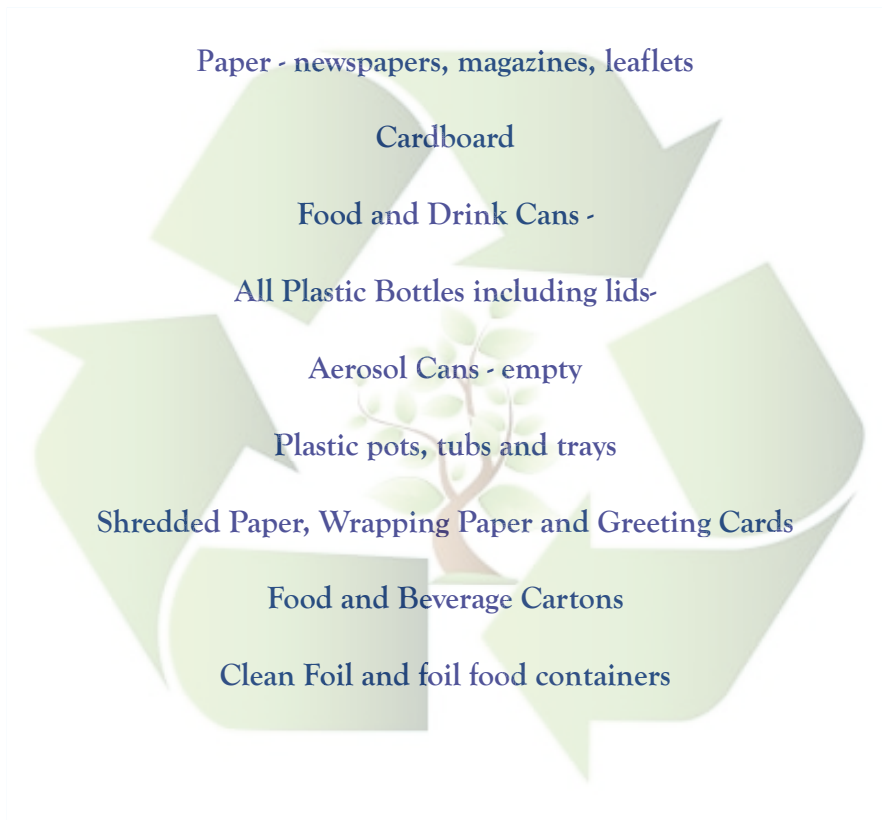 Paper - newspapers, magazines, leaflets
Cardboard
Food and Drink Cans -
All Plastic Bottles including lids-
Aerosol Cans - empty
Plastic pots, tubs and trays
Shredded Paper, Wrapping Paper and Greeting Cards
Food and Beverage Cartons
Clean Foil and foil food containers